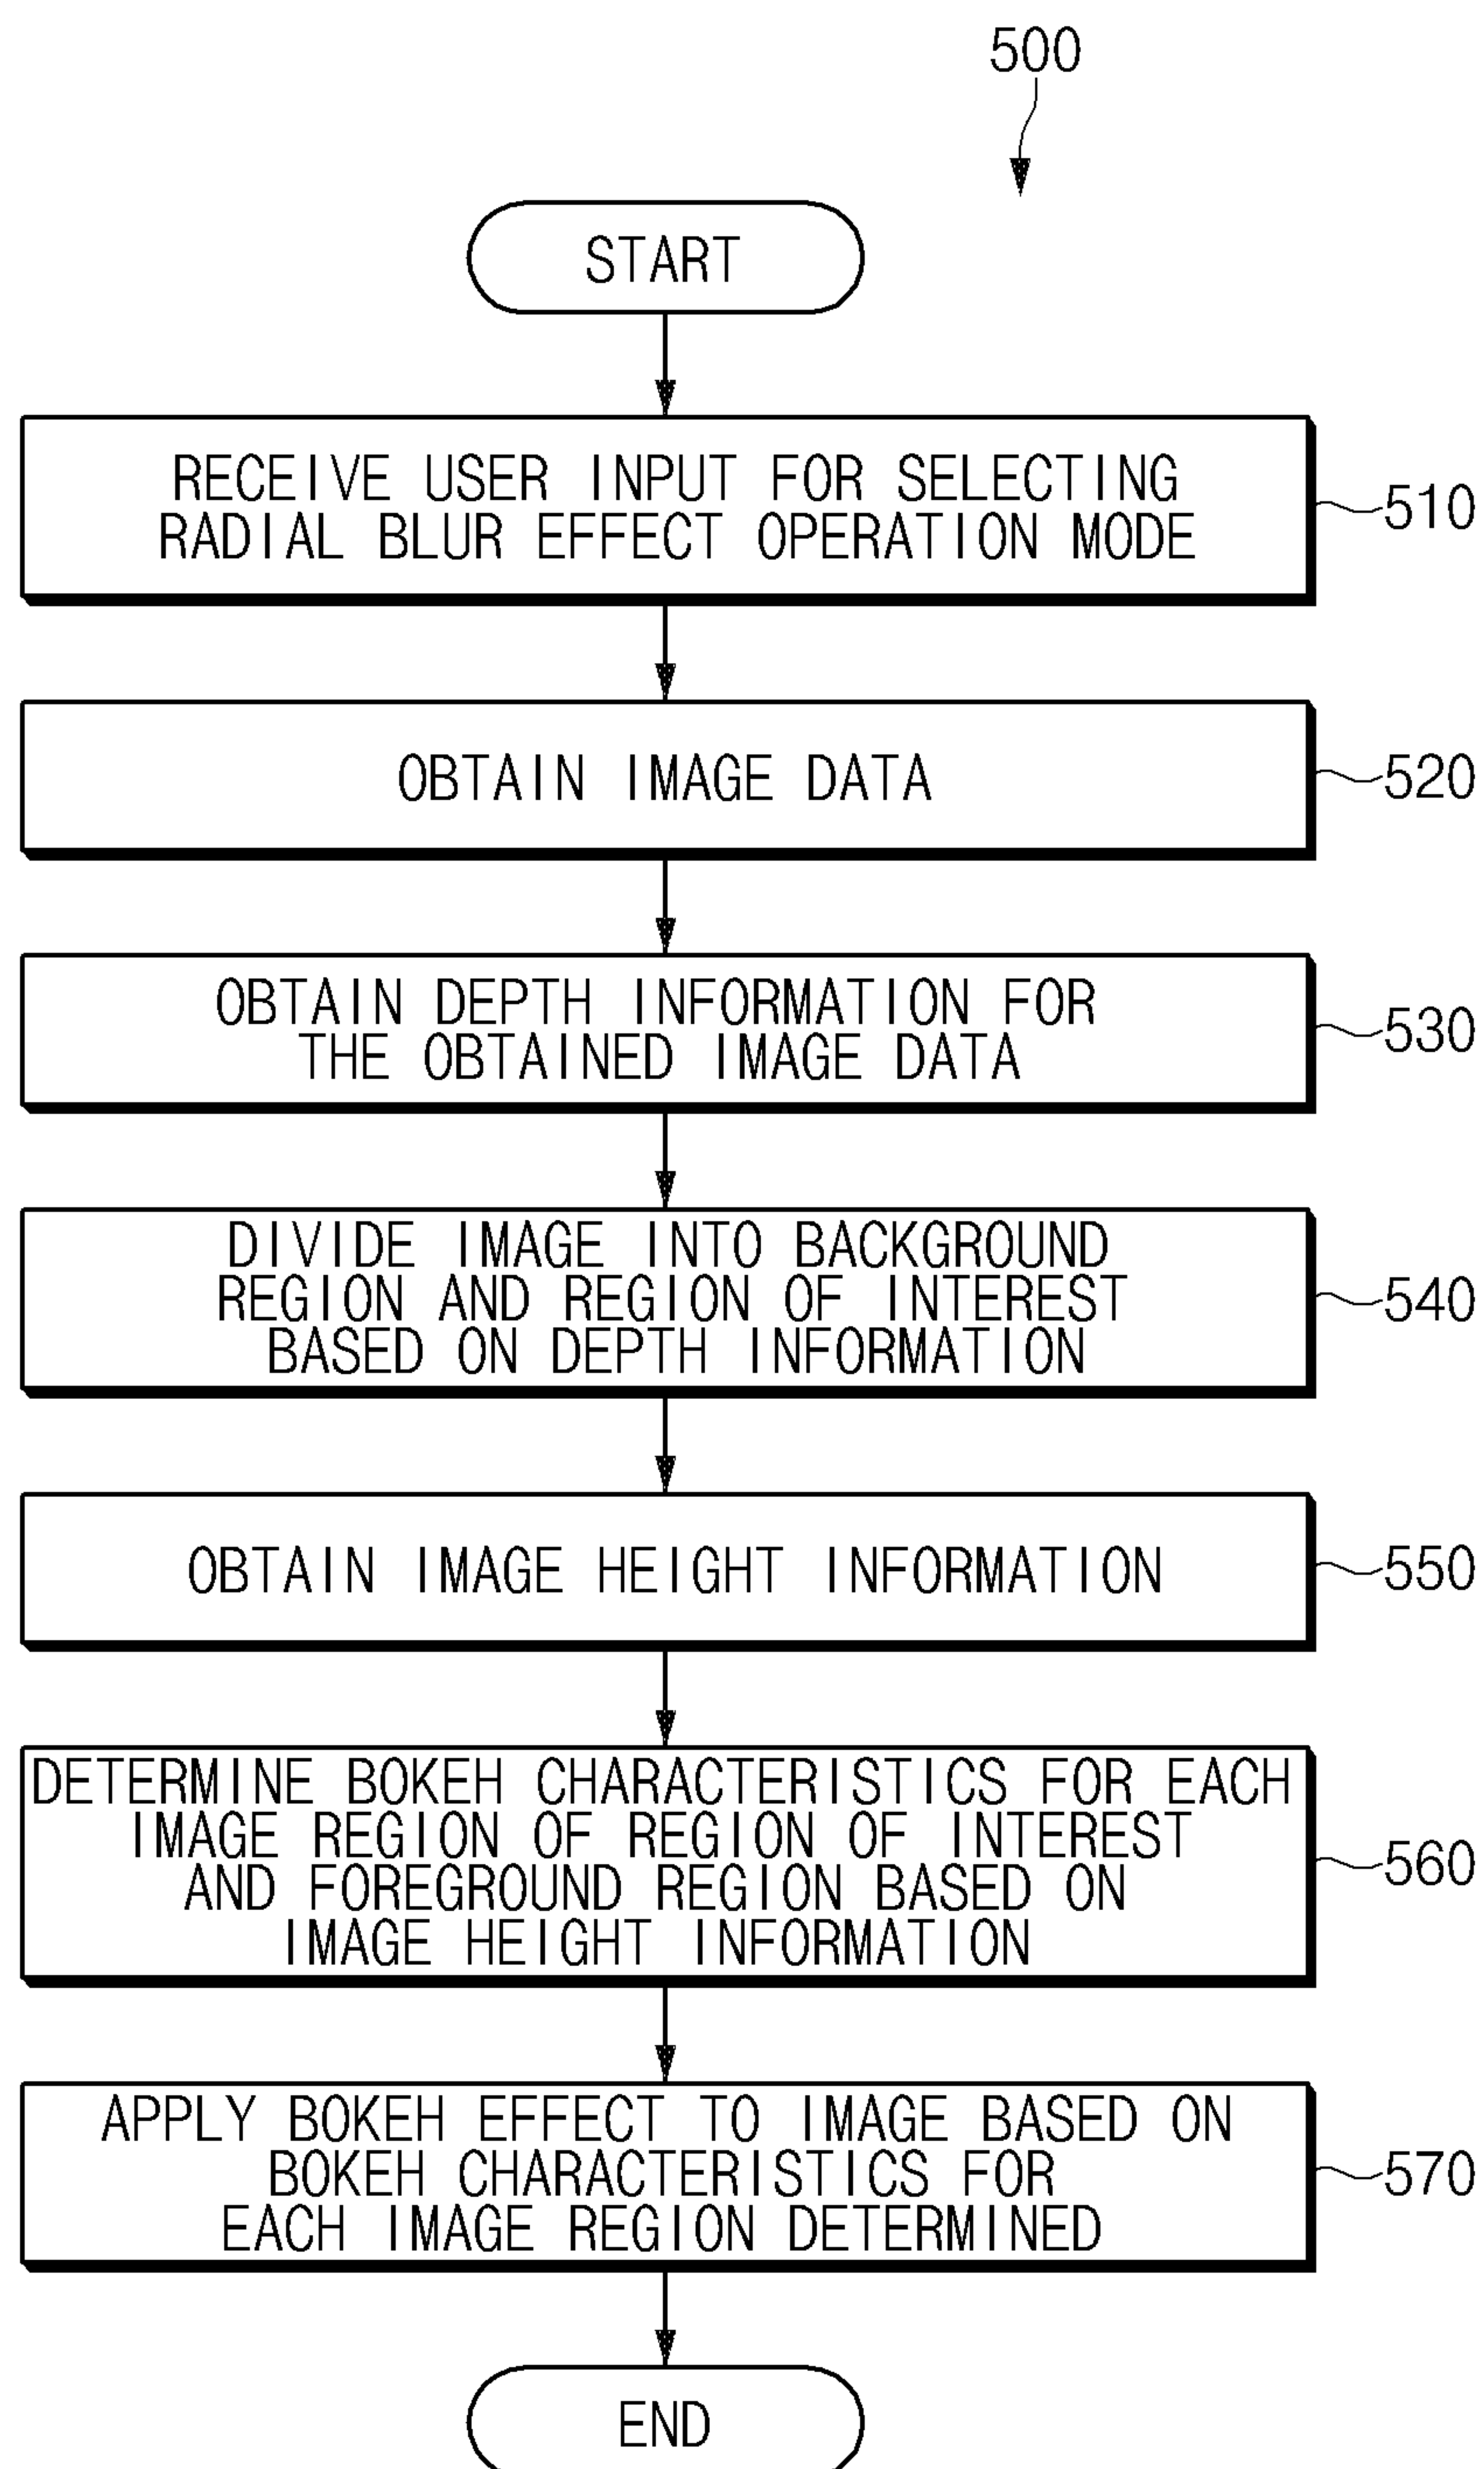 500
START
RECEIVE USER INPUT FOR SELECTING
RADIAL BLUR EFFECT OPERATION MODE
510
OBTAIN IMAGE DATA
520
OBTAIN DEPTH INFORMATION FOR
THE OBTAINED IMAGE DATA
530
DIVIDE IMAGE INTO BACKGROUND
REGION AND REGION OF INTEREST
BASED ON DEPTH INFORMATION
540
OBTAIN IMAGE HEIGHT INFORMATION
550
DETERMINE BOKEH CHARACTERISTICS FOR EACH
IMAGE REGION OF REGION OF INTEREST
AND FOREGROUND REGION BASED ON
IMAGE HEIGHT INFORMATION
560
APPLY BOKEH EFFECT TO IMAGE BASED ON
BOKEH CHARACTERISTICS FOR
EACH IMAGE REGION DETERMINED
570
END